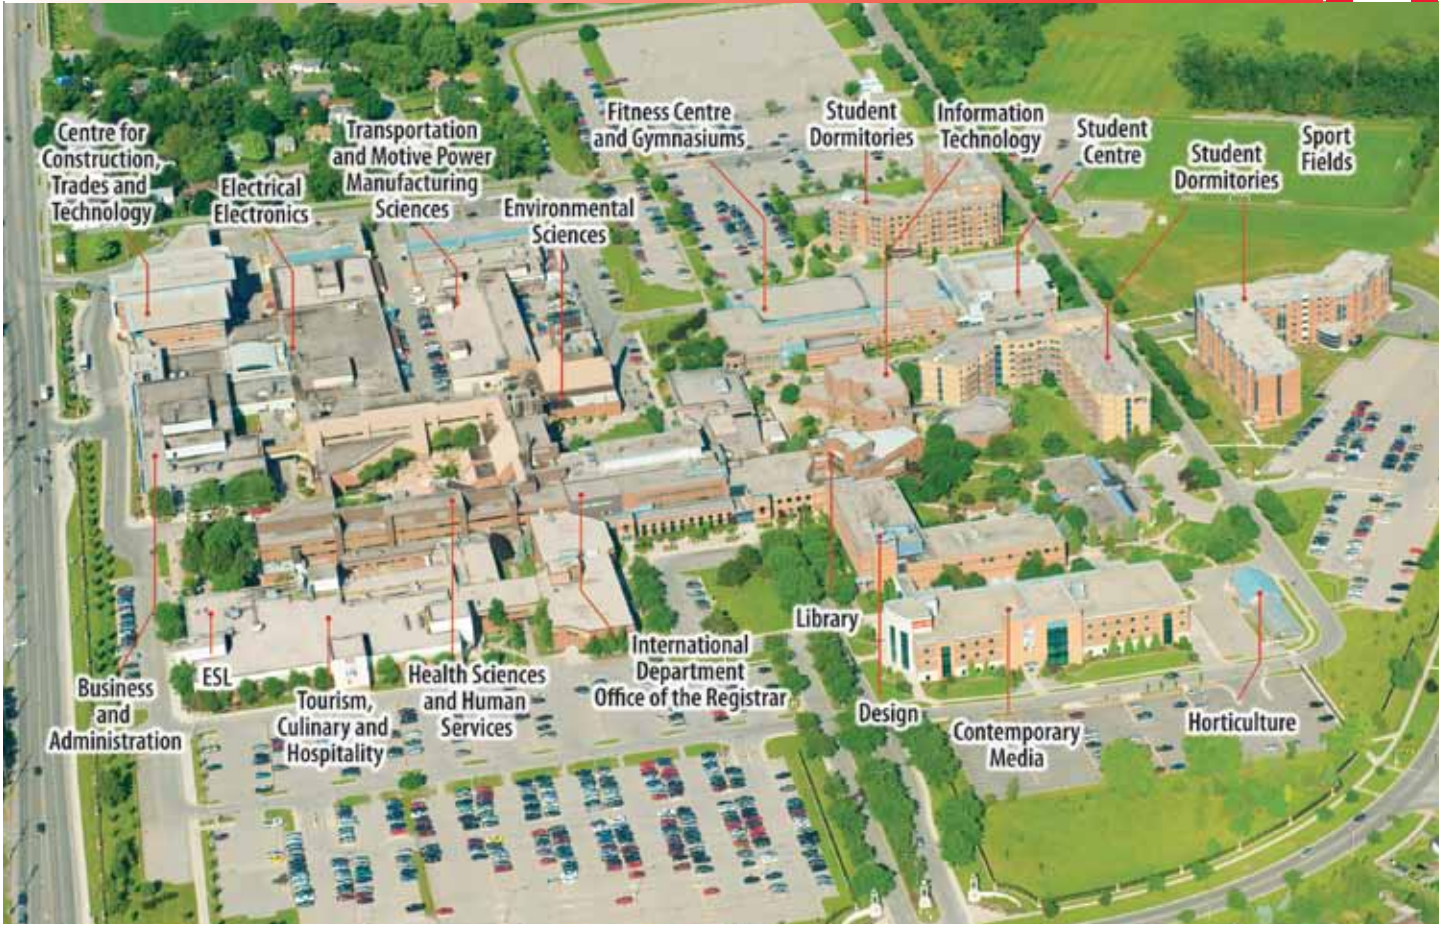 Centre for
Construction,
Trades and
Technology
Electrical
Electronics
Transportation
and Motive Power
Manufacturing
Sciences
Environmental
Sciences
Fitness Centre
and Gymnasiums
Student
Dormitories
Information
Technology
Student
Centre
Student
Dormitories
Sport
Fields
Business
and
Administration
ESL
Tourism,
Culinary and
Hospitality
Health Sciences
and Human
Services
International
Department
Office of the Registrar
Library
Design
Contemporary
Media
Horticulture